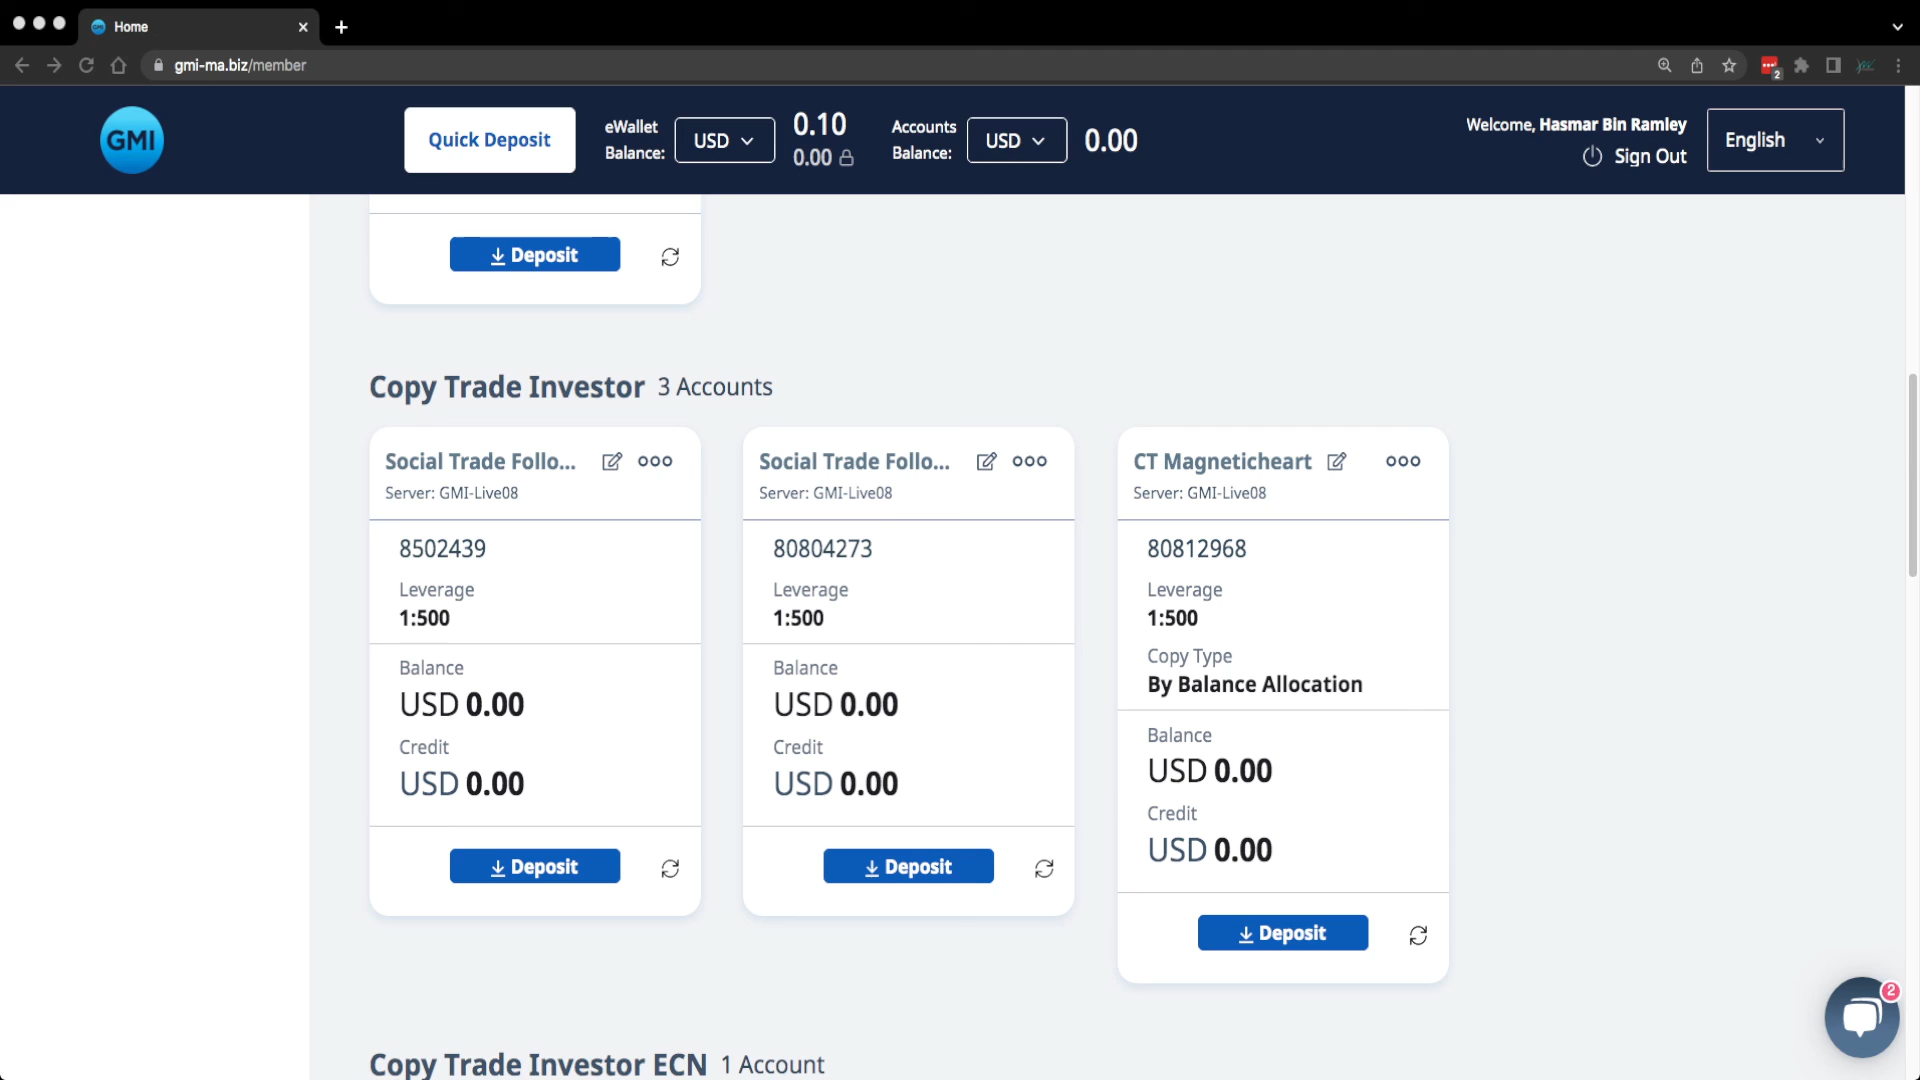 Home
gmi-ma.biz/member
2
GMI
Quick Deposit
eWallet
Balance:
USD
0.10
0.00
Accounts
Balance:
USD
0.00
Welcome, Hasmar Bin Ramley
Sign Out
English
Deposit
Copy Trade Investor 3 Accounts
Social Trade Follo...
Server: GMI-Live08
8502439
Leverage
1:500
Balance
USD 0.00
Credit
USD 0.00
Deposit
Social Trade Follo...
Server: GMI-Live08
80804273
Leverage
1:500
Balance
USD 0.00
Credit
USD 0.00
Deposit
CT Magneticheart
Server: GMI-Live08
80812968
Leverage
1:500
Copy Type
By Balance Allocation
Balance
USD 0.00
Credit
USD 0.00
Deposit
2
Copy Trade Investor ECN 1 Account